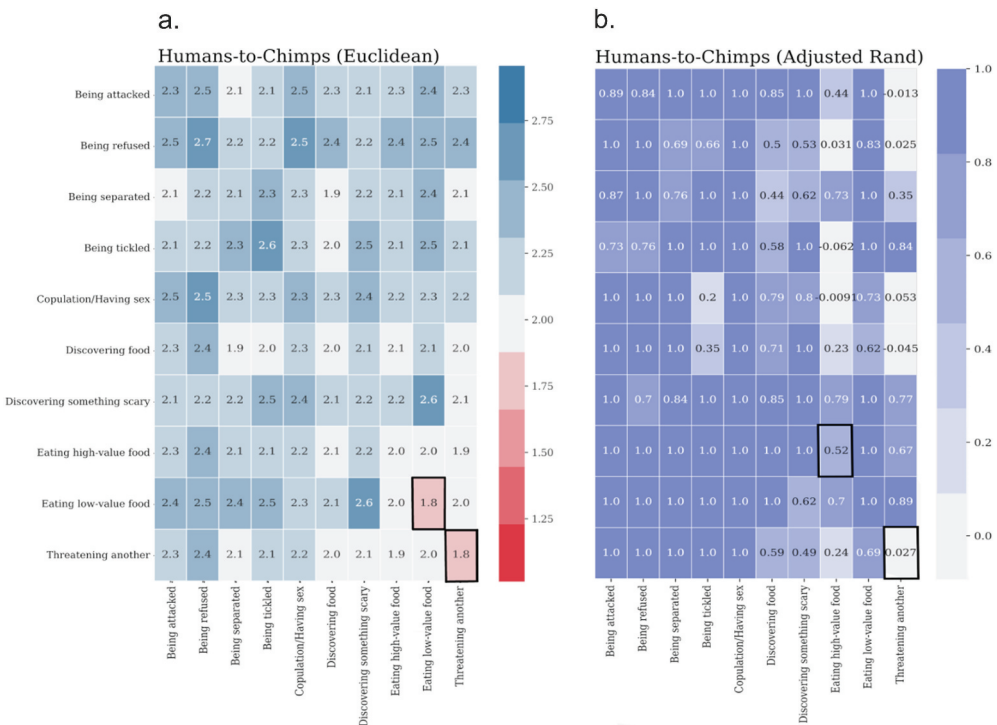 a.
b.
Humans-to-Chimps (Euclidean)
Humans-to-Chimps (Adjusted Rand)
Being attacked 2.3 2.5 2.1 2.1 2.5 2.3 2.1 2.3 2.4 2.3
Being refused 2.5 2.7 2.2 2.2 2.5 2.4 2.2 2.4 2.5 2.4
Being separated 2.1 2.2 2.1 2.3 2.3 1.9 2.2 2.1 2.4 2.1
Being tickled 2.1 2.2 2.3 2.6 2.3 2.0 2.5 2.1 2.5 2.1
Copulation/Having sex 2.5 2.5 2.3 2.3 2.3 2.3 2.4 2.2 2.3 2.2
Discovering food 2.3 2.4 1.9 2.0 2.3 2.0 2.1 2.1 2.1 2.0
Discovering something scary 2.1 2.2 2.2 2.5 2.4 2.1 2.2 2.2 2.6 2.1
Eating high-value food 2.3 2.4 2.1 2.1 2.2 2.1 2.2 2.0 2.0 1.9
Eating low-value food 2.4 2.5 2.4 2.5 2.3 2.1 2.6 2.0 1.8 2.0
Threatening another 2.3 2.4 2.1 2.1 2.2 2.0 2.1 1.9 2.0 1.8
Being attacked
Being refused
Being separated
Being tickled
Copulation/Having sex
Discovering food
Discovering something scary
Eating high-value food
Eating low-value food
Threatening another
2.75
2.50
2.25
2.00
1.75
1.50
1.25
0.89 0.84 1.0 1.0 1.0 0.85 1.0 0.44 1.0 -0.013
1.0 1.0 0.69 0.66 1.0 0.5 0.53 0.031 0.83 0.025
0.87 1.0 0.76 1.0 1.0 0.44 0.62 0.73 1.0 0.35
0.73 0.76 1.0 1.0 1.0 0.58 1.0 -0.062 1.0 0.84
1.0 1.0 1.0 0.2 1.0 0.79 0.8 -0.0091 0.73 0.053
1.0 1.0 1.0 0.35 1.0 0.71 1.0 0.23 0.62 -0.045
1.0 0.7 0.84 1.0 1.0 0.85 1.0 0.79 1.0 0.77
1.0 1.0 1.0 1.0 1.0 1.0 1.0 0.52 1.0 0.67
1.0 1.0 1.0 1.0 1.0 1.0 0.62 0.7 1.0 0.89
1.0 1.0 1.0 1.0 1.0 0.59 0.49 0.24 0.69 0.027
Being attacked
Being refused
Being separated
Being tickled
Copulation/Having sex
Discovering food
Discovering something scary
Eating high-value food
Eating low-value food
Threatening another
1.0
0.8
0.6
0.4
0.2
0.0